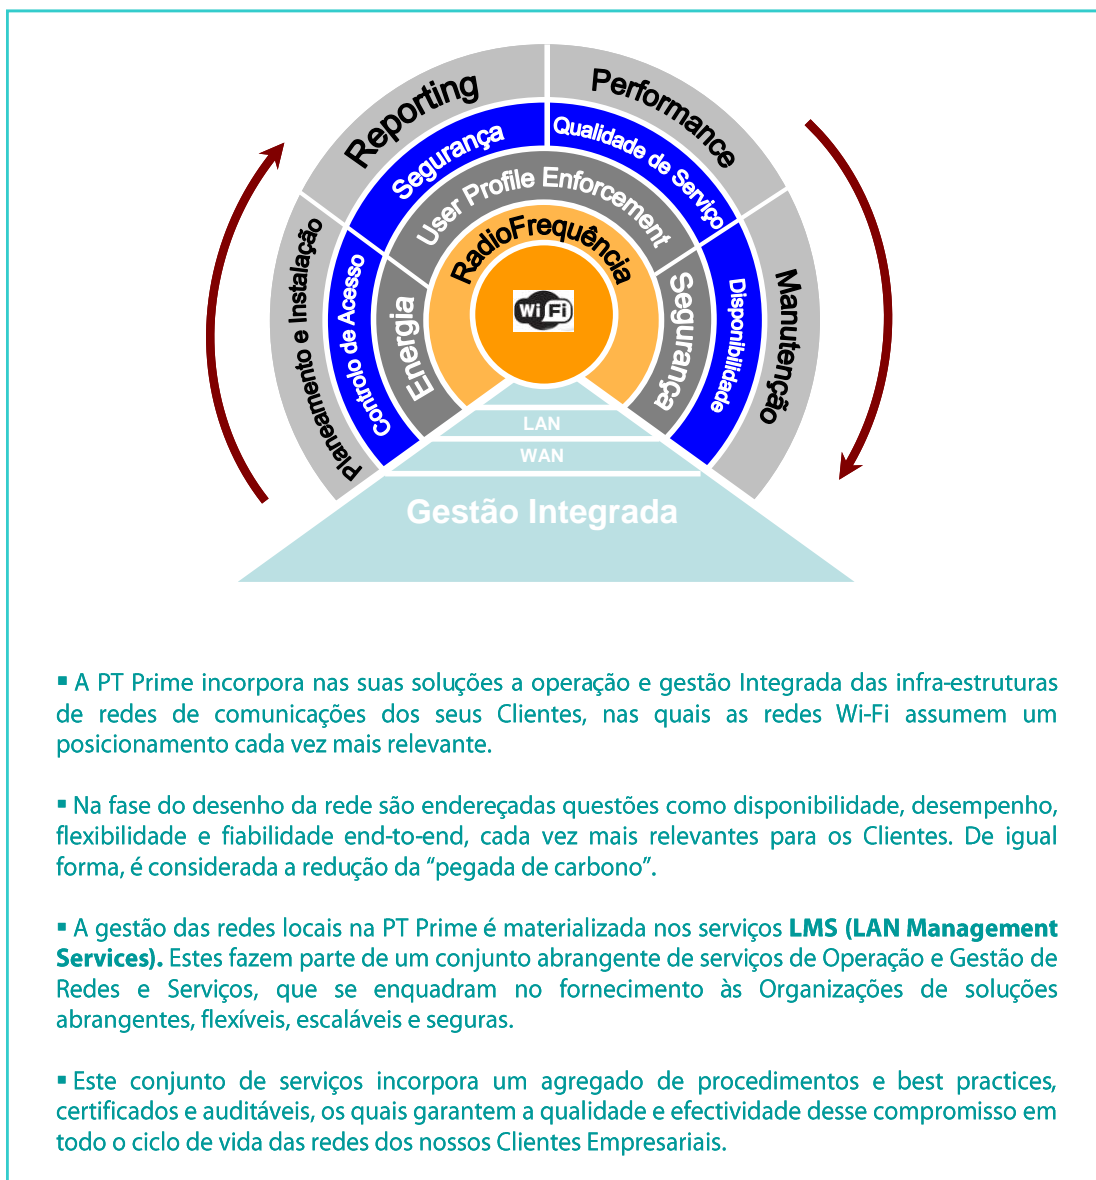 Reporting
Performance
Segurança
Qualidade de Serviço
User Profile Enforcement
RadioFrequência
Planeamento e Instalação
Controlo de Acesso
Energia
Wi Fi
Segurança
Disponibilidade
Manutenção
LAN
WAN
Gestão Integrada
▪ A PT Prime incorpora nas suas soluções a operação e gestão Integrada das infra-estruturas
de redes de comunicações dos seus Clientes, nas quais as redes Wi-Fi assumem um
posicionamento cada vez mais relevante.
▪ Na fase do desenho da rede são endereçadas questões como disponibilidade, desempenho,
flexibilidade e fiabilidade end-to-end, cada vez mais relevantes para os Clientes. De igual
forma, é considerada a redução da “pegada de carbono”.
▪ A gestão das redes locais na PT Prime é materializada nos serviços LMS (LAN Management
Services). Estes fazem parte de um conjunto abrangente de serviços de Operação e Gestão de
Redes e Serviços, que se enquadram no fornecimento às Organizações de soluções
abrangentes, flexíveis, escaláveis e seguras.
▪ Este conjunto de serviços incorpora um agregado de procedimentos e best practices,
certificados e auditáveis, os quais garantem a qualidade e efectividade desse compromisso em
todo o ciclo de vida das redes dos nossos Clientes Empresariais.